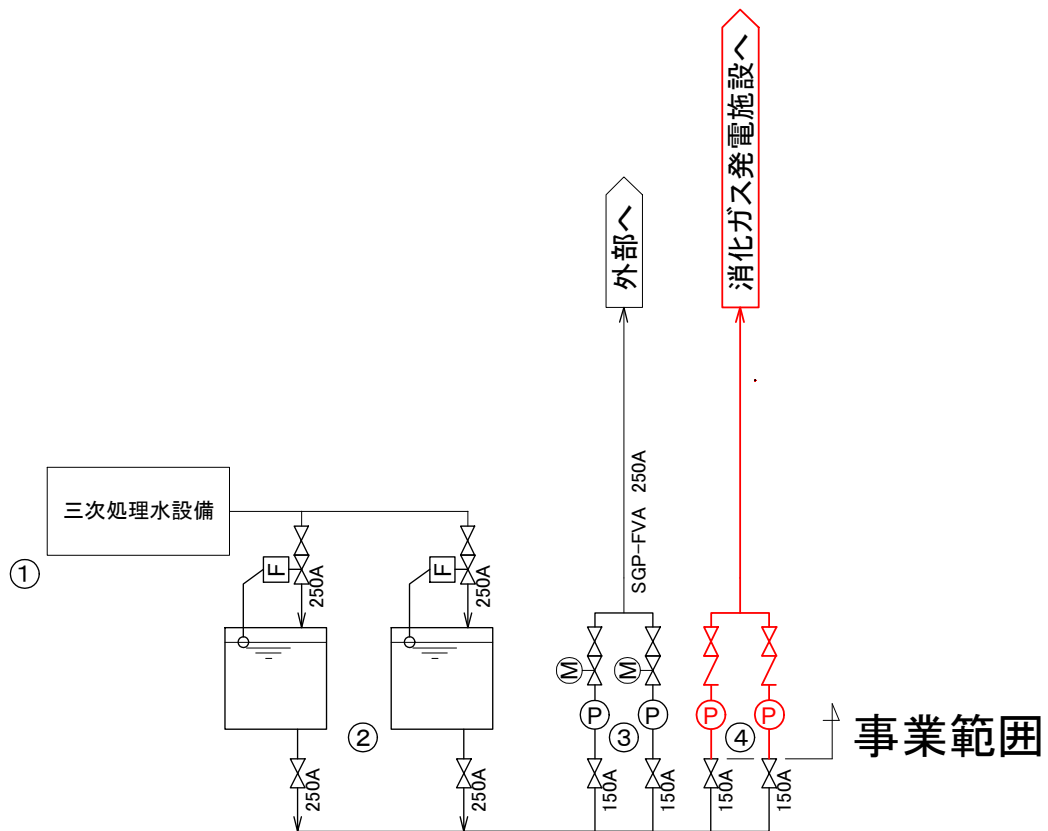 消化ガス発電施設へ
外部へ
SGP-FVA 250A
三次処理水設備
①
F
250A
F
250A
M
M
②
P
③
P
P
④
P
事業範囲
250A
250A
150A
150A
150A
150A